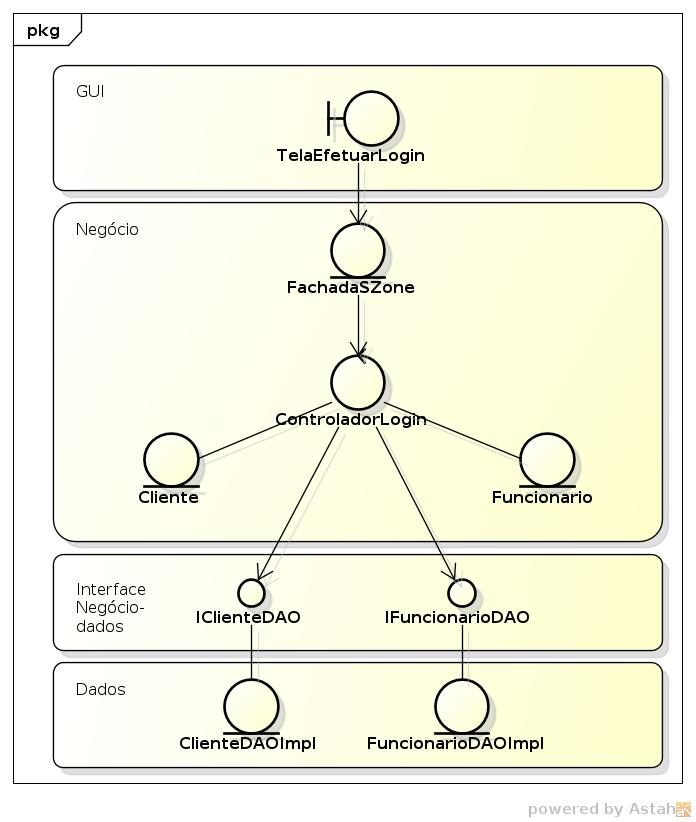 pkg
GUI
TelaEfetuarLogin
Negócio
FachadaSZone
ControladorLogin
Cliente
Funcionario
Interface
Negócio-
dados
IClienteDAO
IFuncionarioDAO
Dados
ClienteDAOImpl
FuncionarioDAOImpl
powered by Astah